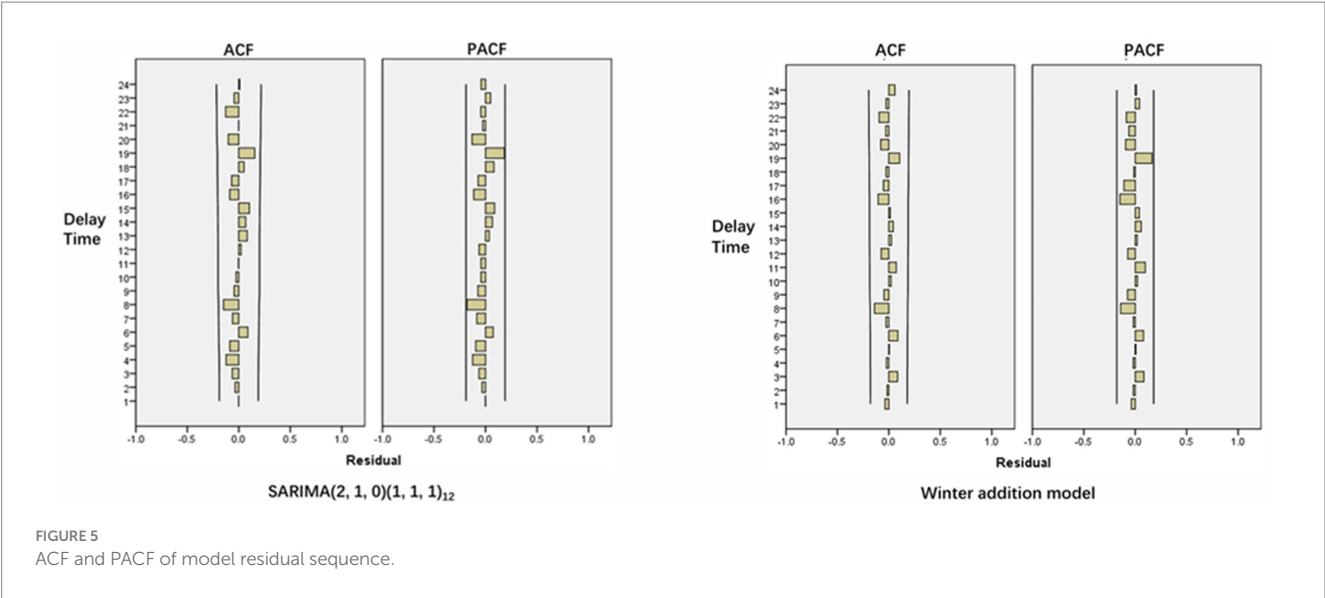 ACF
PACF
24
23
22
21
20
19
18
17
16
15
14
13
12
11
10
9
8
7
6
5
4
3
2
1
Delay
Time
-1.0 -0.5 0.0 0.5 1.0
-1.0 -0.5 0.0 0.5 1.0
Residual
SARIMA(2, 1, 0)(1, 1, 1)₁₂
ACF
PACF
24
23
22
21
20
19
18
17
16
15
14
13
12
11
10
9
8
7
6
5
4
3
2
1
Delay
Time
-1.0 -0.5 0.0 0.5 1.0
-1.0 -0.5 0.0 0.5 1.0
Residual
Winter addition model
FIGURE 5
ACF and PACF of model residual sequence.